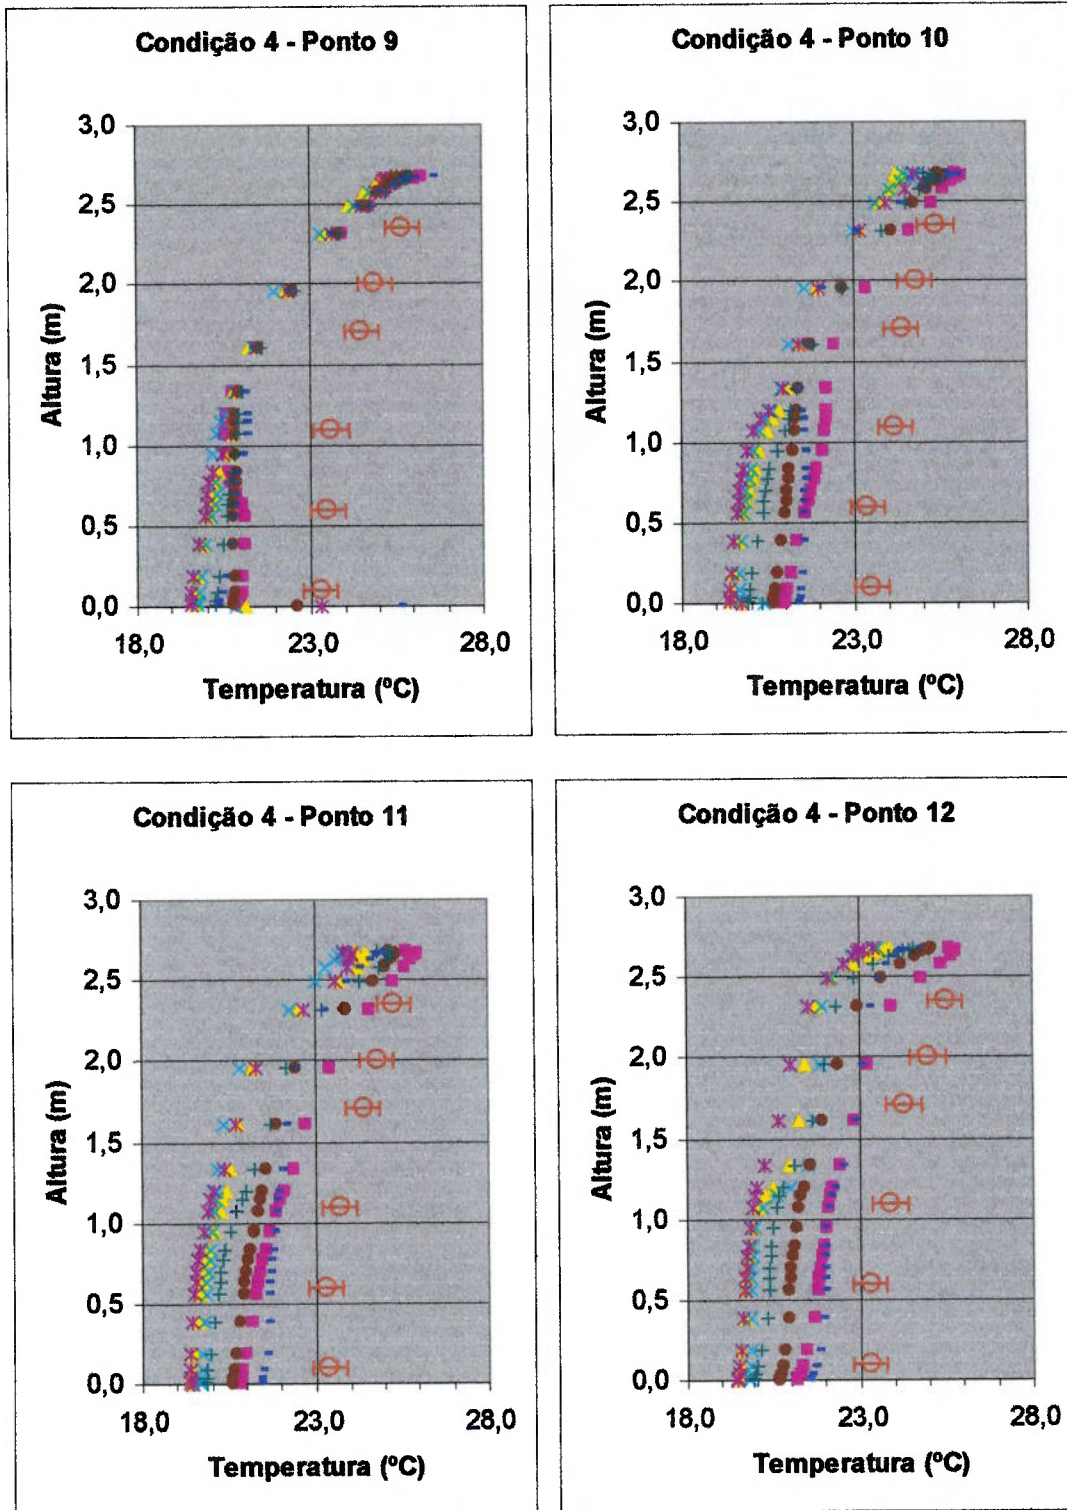 Condição 4 - Ponto 9
3,0
2,5
2,0
1,5
1,0
0,5
0,0
Altura (m)
18,0 23,0 28,0
Temperatura (ºC)
Condição 4 - Ponto 10
3,0
2,5
2,0
1,5
1,0
0,5
0,0
Altura (m)
18,0 23,0 28,0
Temperatura (ºC)
Condição 4 - Ponto 11
3,0
2,5
2,0
1,5
1,0
0,5
0,0
Altura (m)
18,0 23,0 28,0
Temperatura (ºC)
Condição 4 - Ponto 12
3,0
2,5
2,0
1,5
1,0
0,5
0,0
Altura (m)
18,0 23,0 28,0
Temperatura (ºC)